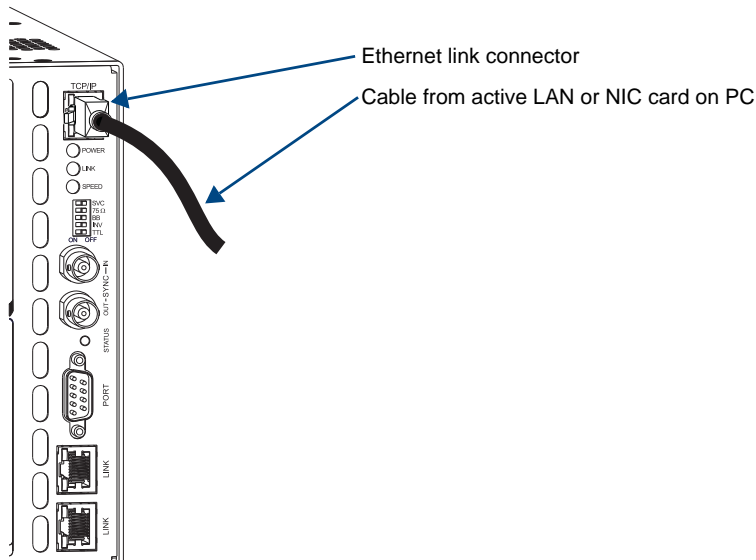 Ethernet link connector
Cable from active LAN or NIC card on PC
TCP/IP
POWER
LINK
SPEED
SVC
75 Ω
BB
INV
TTL
ON OFF
OUT - SYNC - IN
STATUS
PORT
LINK
LINK